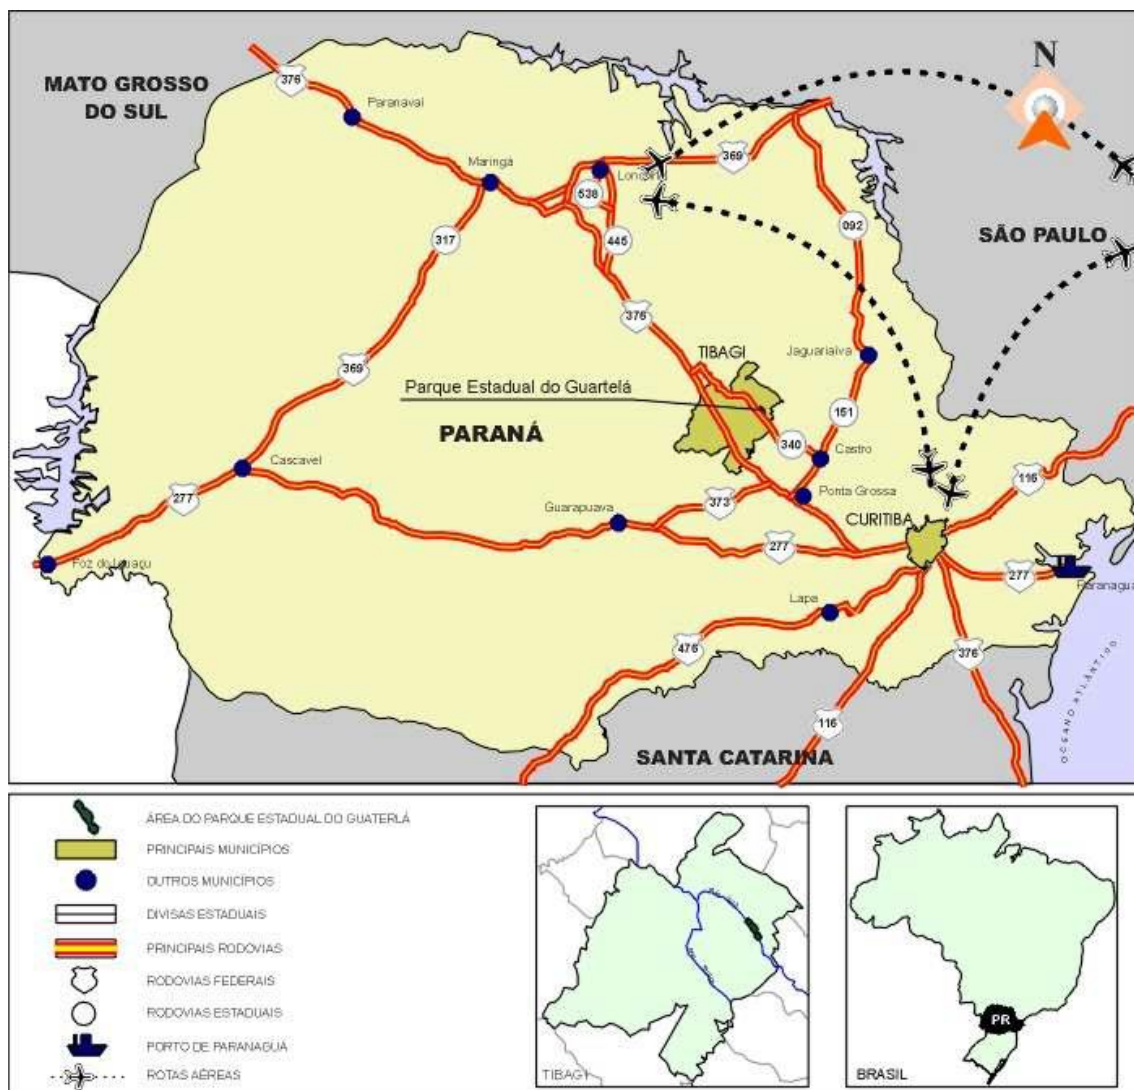 N
MATO GROSSO
DO SUL
376
Paranavaí
Maringá
369
538
317
445
092
SÃO PAULO
376
TIBAGI
Jaguariaíva
369
Parque Estadual do Guartelá
151
PARANÁ
340
Castro
Cascavel
116
277
373
Ponta Grossa
Guarapuava
CURITIBA
277
Foz do Iguaçu
277
Paranaguá
Lapa
476
376
OCEANO ATLÂNTICO
116
SANTA CATARINA
ÁREA DO PARQUE ESTADUAL DO GUATERLÁ
PRINCIPAIS MUNICÍPIOS
OUTROS MUNICÍPIOS
DIVISAS ESTADUAIS
PRINCIPAIS RODOVIAS
RODOVIAS FEDERAIS
RODOVIAS ESTADUAIS
PORTO DE PARANAGUÁ
ROTAS AÉREAS
TIBAGI
PR
BRASIL